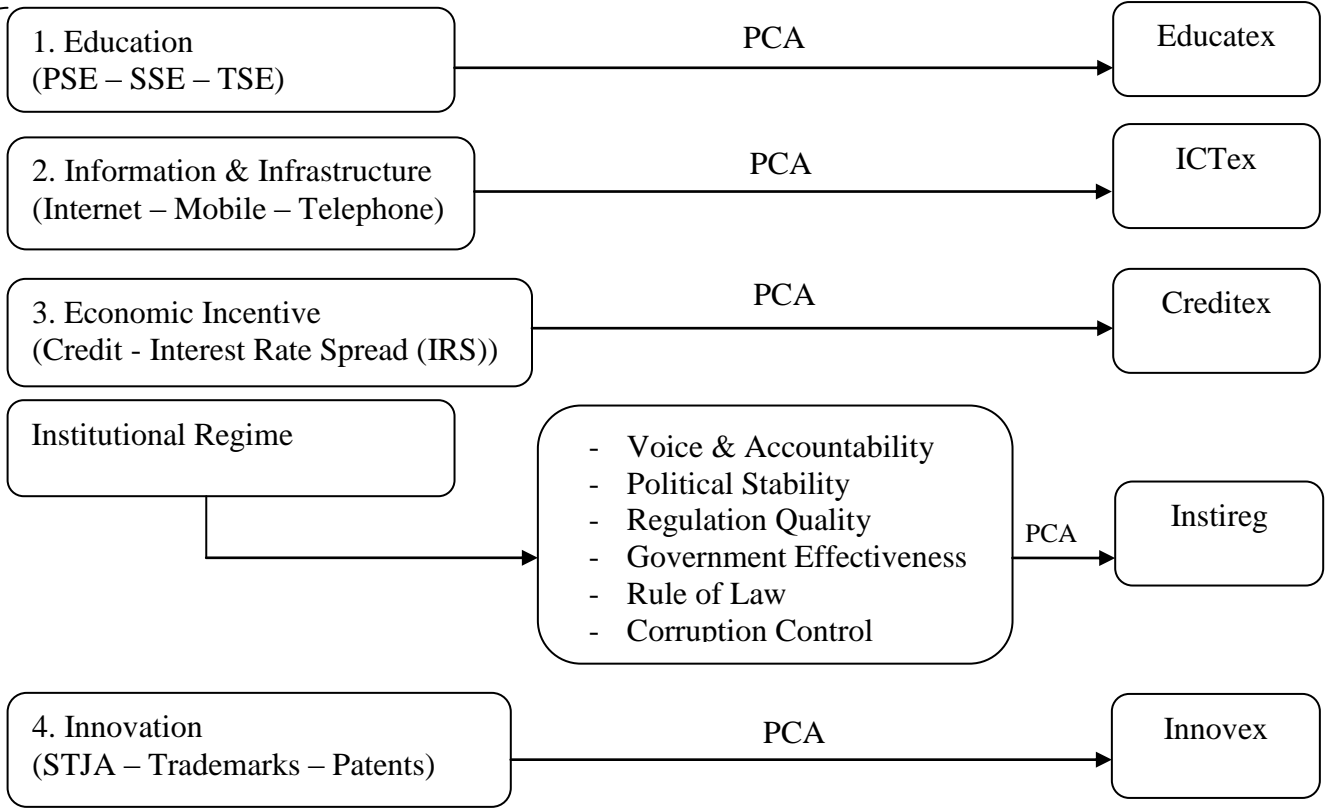 1. Education
(PSE – SSE – TSE)
PCA
Educatex
2. Information & Infrastructure
(Internet – Mobile – Telephone)
PCA
ICTex
3. Economic Incentive
(Credit - Interest Rate Spread (IRS))
PCA
Creditex
Institutional Regime
- Voice & Accountability
- Political Stability
- Regulation Quality
- Government Effectiveness
- Rule of Law
- Corruption Control
PCA
Instireg
4. Innovation
(STJA – Trademarks – Patents)
PCA
Innovex